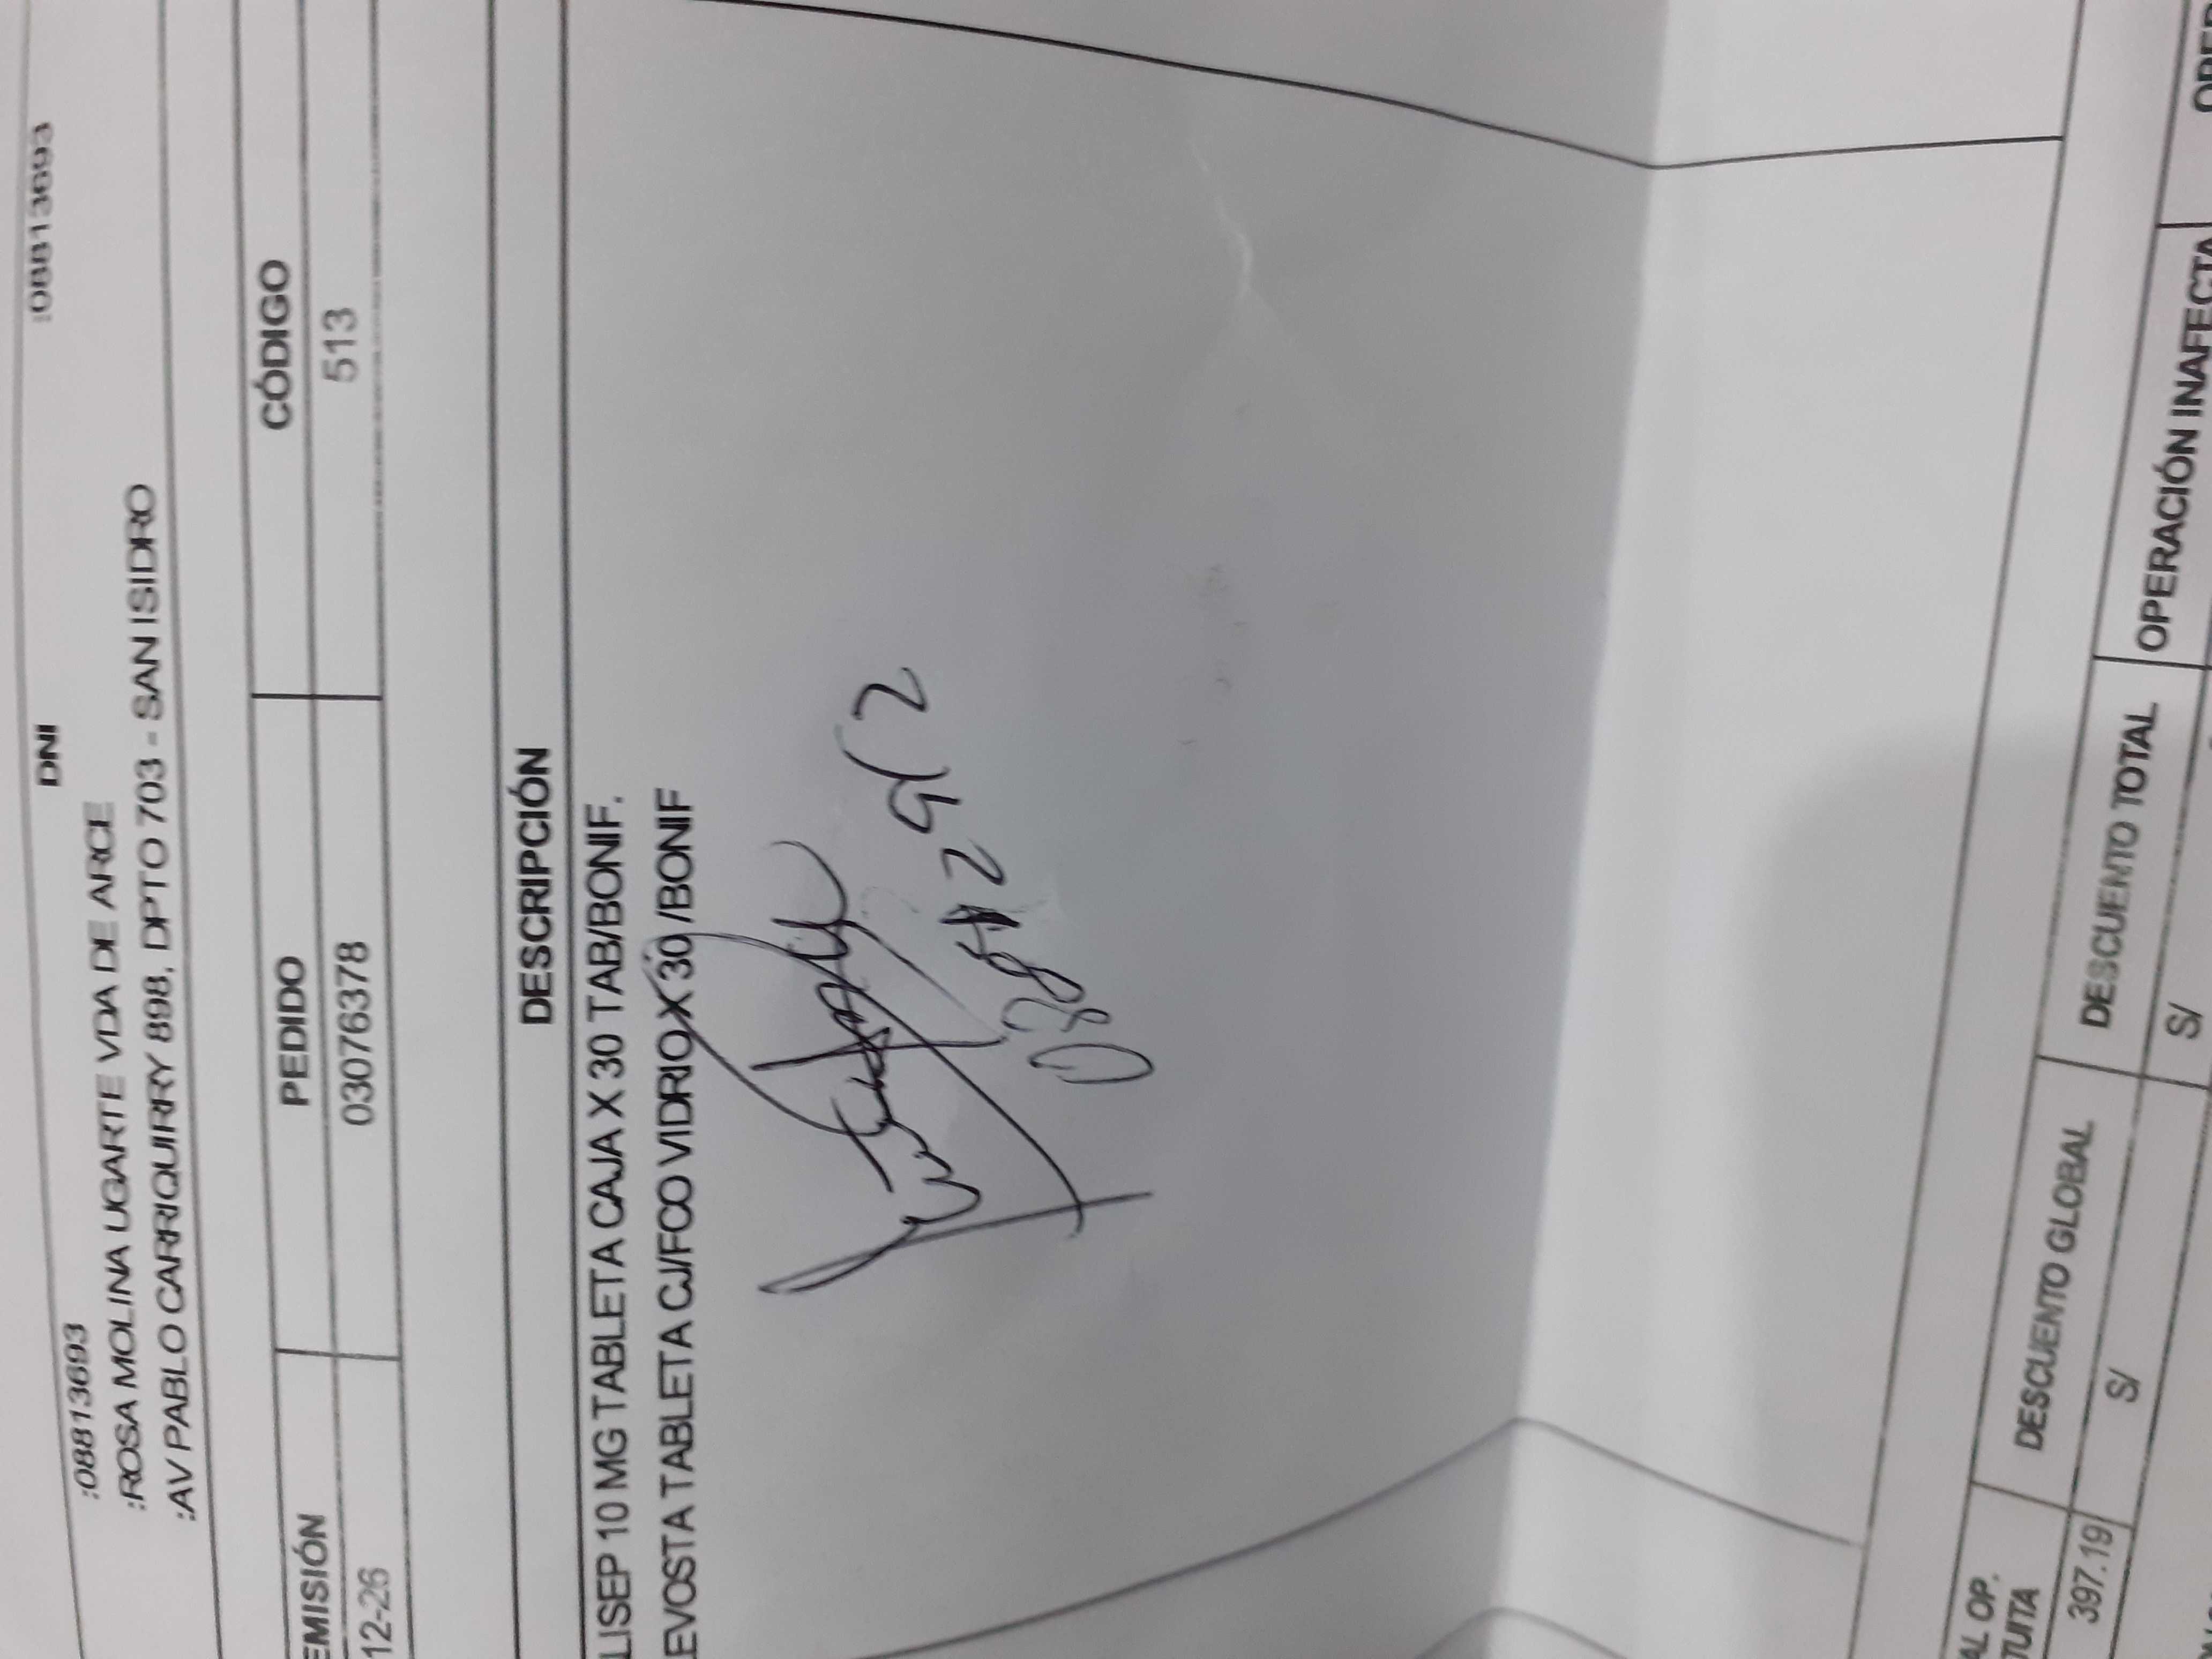 DNI :08813693
:08813693
:ROSA MOLINA UGARTE VDA DE ARCE
:AV PABLO CARRIQUIRRY 898, DPTO 703 - SAN ISIDRO
EMISIÓN PEDIDO CÓDIGO
12-26 03076378 513
DESCRIPCIÓN
LISEP 10 MG TABLETA CAJA X 30 TAB/BONIF.
EVOSTA TABLETA CJ/FCO VIDRIO X 30 /BONIF
AL OP.
TUITA DESCUENTO GLOBAL DESCUENTO TOTAL OPERACIÓN INAFECTA
397.19 S/ S/